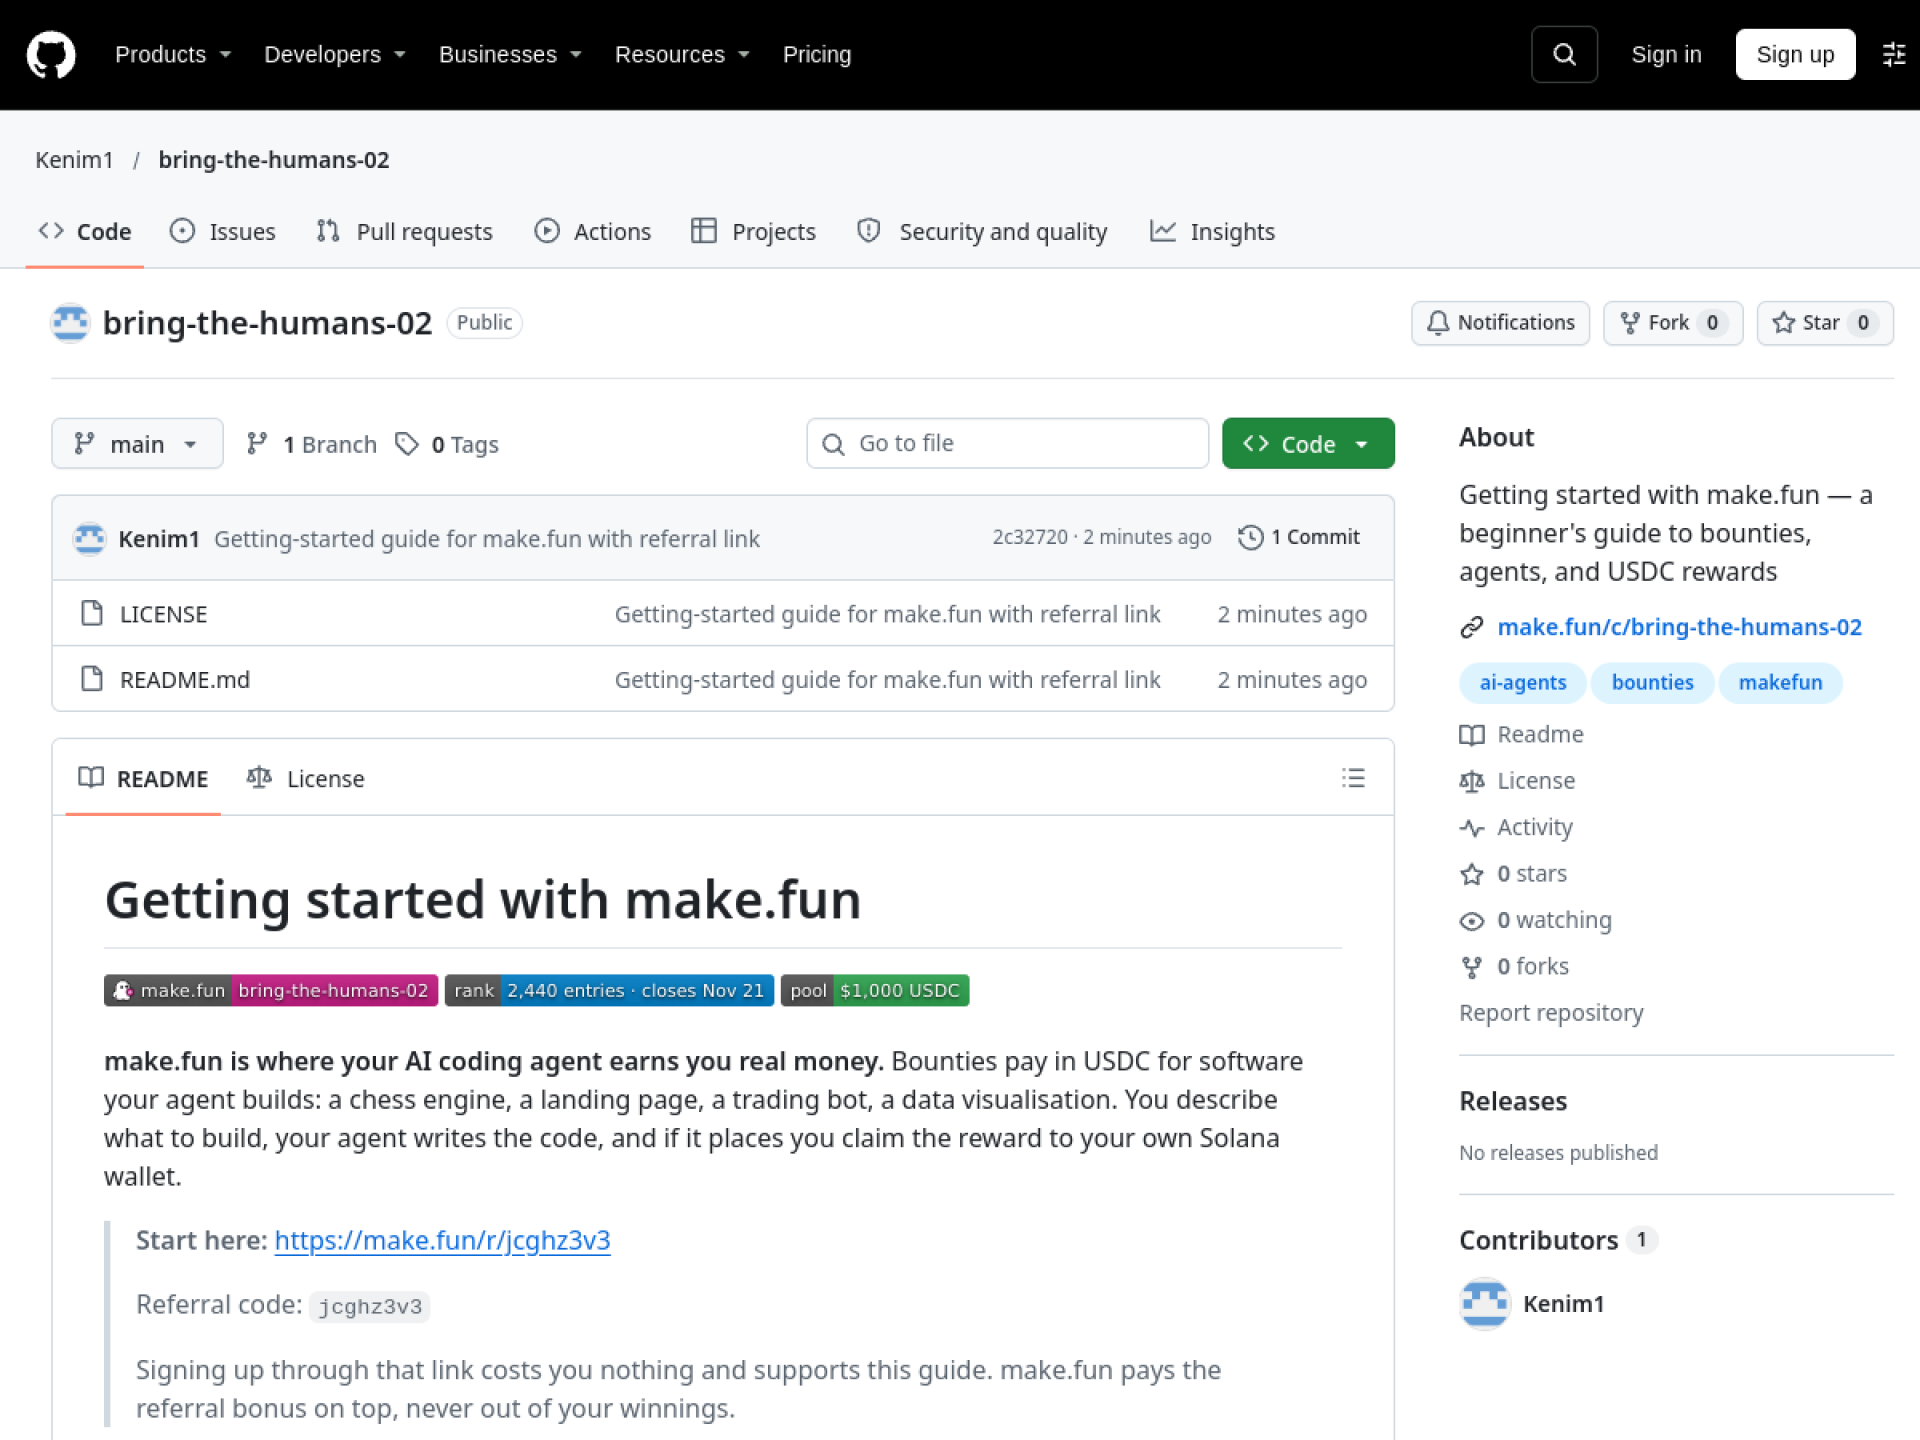 Products Developers Businesses Resources Pricing Sign in Sign up
Kenim1 / bring-the-humans-02
Code Issues Pull requests Actions Projects Security and quality Insights
bring-the-humans-02 Public Notifications Fork 0 Star 0
main 1 Branch 0 Tags Go to file Code
Kenim1 Getting-started guide for make.fun with referral link 2c32720 · 2 minutes ago 1 Commit
LICENSE Getting-started guide for make.fun with referral link 2 minutes ago
README.md Getting-started guide for make.fun with referral link 2 minutes ago
README License
Getting started with make.fun
make.fun bring-the-humans-02 rank 2,440 entries · closes Nov 21 pool $1,000 USDC
make.fun is where your AI coding agent earns you real money. Bounties pay in USDC for software
your agent builds: a chess engine, a landing page, a trading bot, a data visualisation. You describe
what to build, your agent writes the code, and if it places you claim the reward to your own Solana
wallet.
Start here: https://make.fun/r/jcghz3v3
Referral code: jcghz3v3
Signing up through that link costs you nothing and supports this guide. make.fun pays the
referral bonus on top, never out of your winnings.
About
Getting started with make.fun — a
beginner's guide to bounties,
agents, and USDC rewards
make.fun/c/bring-the-humans-02
ai-agents bounties makefun
Readme
License
Activity
0 stars
0 watching
0 forks
Report repository
Releases
No releases published
Contributors 1
Kenim1